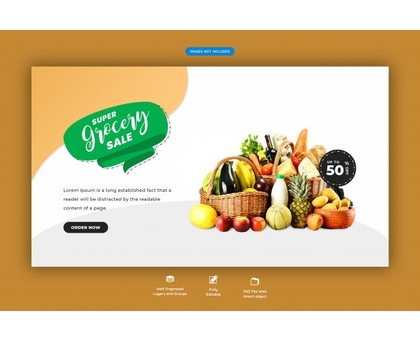 IMAGES NOT INCLUDED
SUPER
Grocery
SALE
UP TO
50 %
OFF
Lorem Ipsum is a long established fact that a
reader will be distracted by the readable
content of a page.
ORDER NOW
Well Organized
Layers and Groups
Fully
Editable
PSD File with
Smart object